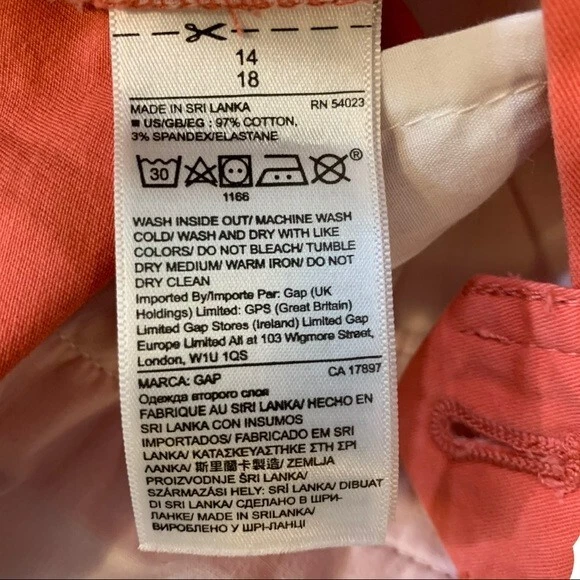 14
18
MADE IN SRI LANKA RN 54023
■ US/GB/EG : 97% COTTON,
3% SPANDEX/ELASTANE
30
®
1166
WASH INSIDE OUT/ MACHINE WASH
COLD/ WASH AND DRY WITH LIKE
COLORS/ DO NOT BLEACH/ TUMBLE
DRY MEDIUM/ WARM IRON/ DO NOT
DRY CLEAN
Imported By/Importe Par: Gap (UK
Holdings) Limited: GPS (Great Britain)
Limited Gap Stores (Ireland) Limited Gap
Europe Limited All at 103 Wigmore Street,
London, W1U 1QS
MARCA: GAP CA 17897
Одежда второго слоя
FABRIQUE AU SIRI LANKA/ HECHO EN
SRI LANKA CON INSUMOS
IMPORTADOS/ FABRICADO EM SRI
LANKA/ ΚΑΤΑΣΚΕΥΑΣΤΗΚΕ ΣΤΗ ΣΡΙ
ΛΑΝΚΑ/ 斯里蘭卡製造/ ZEMLJA
PROIZVODNJE ŠRI LANKA/
SZÁRMAZÁSI HELY: SRÍ LANKA/ DIBUAT
DI SRI LANKA/ СДЕЛАНО В ШРИ-
ЛАНКЕ/ MADE IN SRILANKA/
ВИРОБЛЕНО У ШРІ-ЛАНЦІ